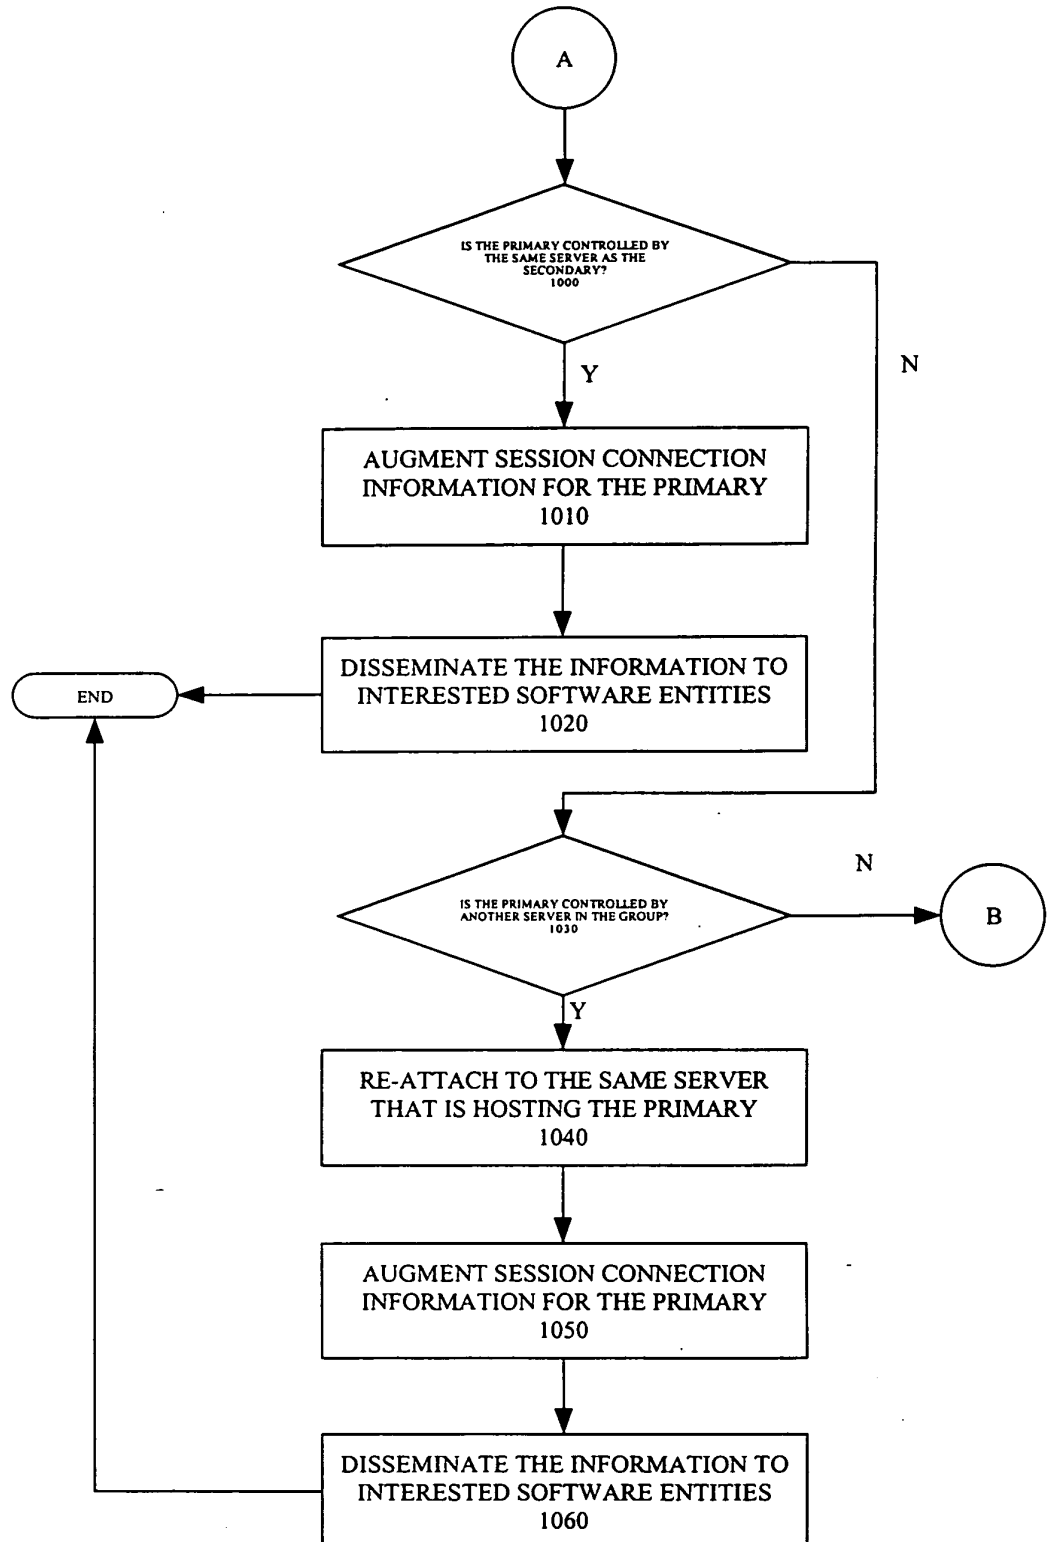 A
IS THE PRIMARY CONTROLLED BY
THE SAME SERVER AS THE
SECONDARY?
1000
Y
N
AUGMENT SESSION CONNECTION
INFORMATION FOR THE PRIMARY
1010
DISSEMINATE THE INFORMATION TO
INTERESTED SOFTWARE ENTITIES
1020
END
IS THE PRIMARY CONTROLLED BY
ANOTHER SERVER IN THE GROUP?
1030
N
B
Y
RE-ATTACH TO THE SAME SERVER
THAT IS HOSTING THE PRIMARY
1040
AUGMENT SESSION CONNECTION
INFORMATION FOR THE PRIMARY
1050
DISSEMINATE THE INFORMATION TO
INTERESTED SOFTWARE ENTITIES
1060